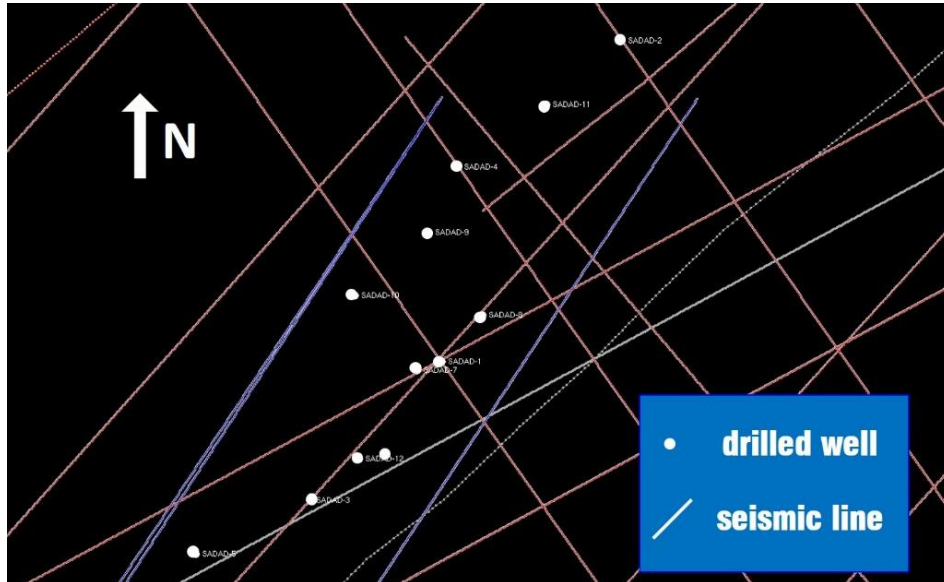 SADAD-2
SADAD-11
N
SADAD-4
SADAD-9
SADAD-10
SADAD-8
SADAD-1
SADAD-7
drilled well
SADAD-12
SADAD-3
seismic line
SADAD-5